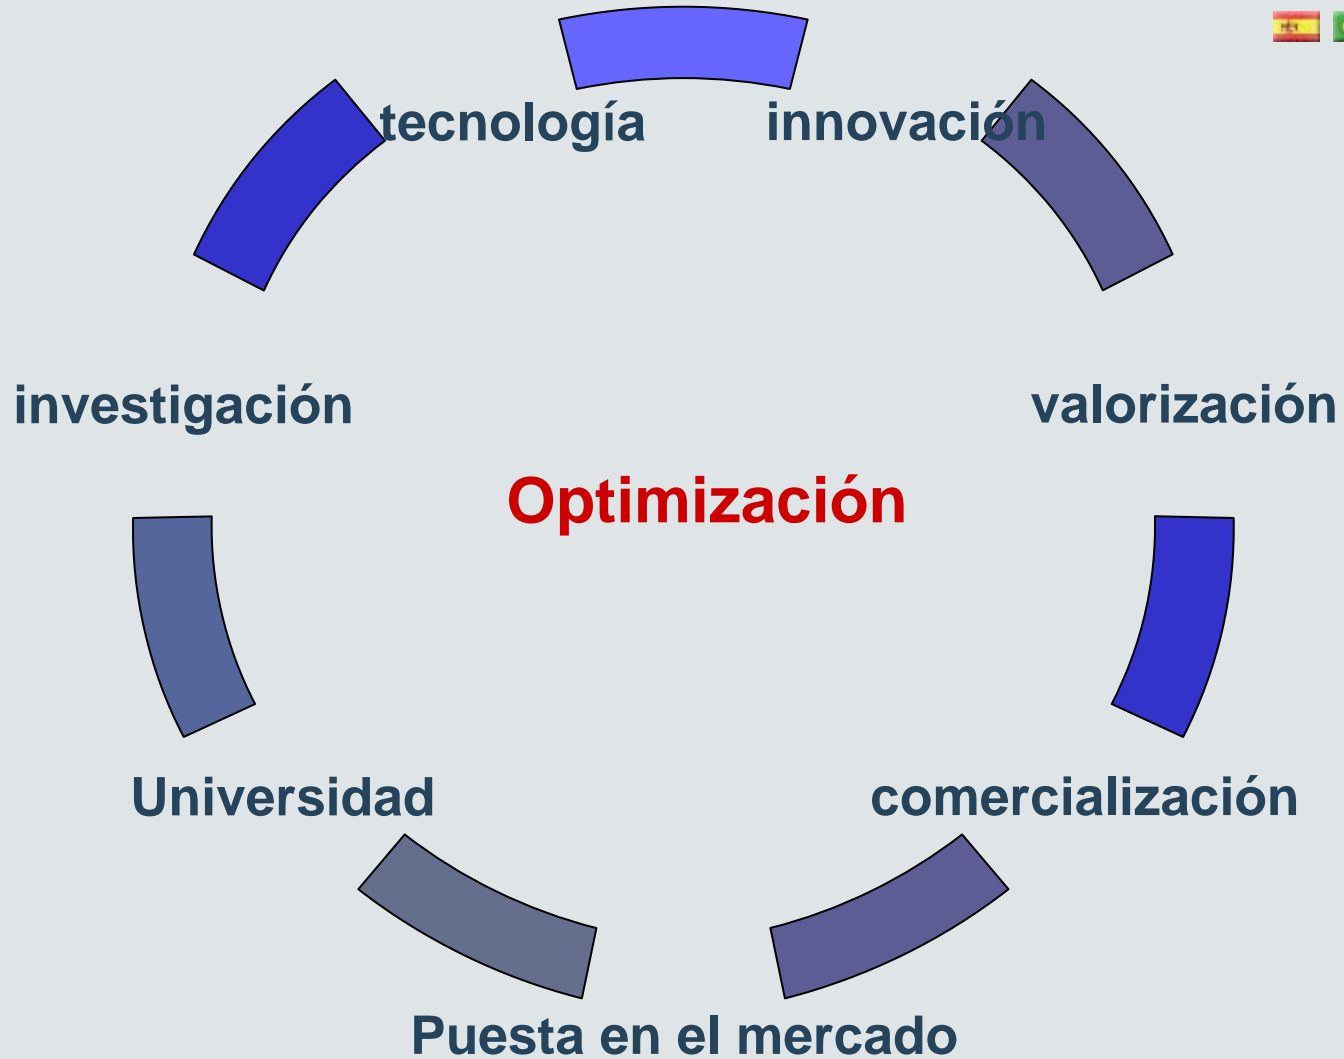 tecnología innovación
investigación valorización
Optimización
Universidad comercialización
Puesta en el mercado